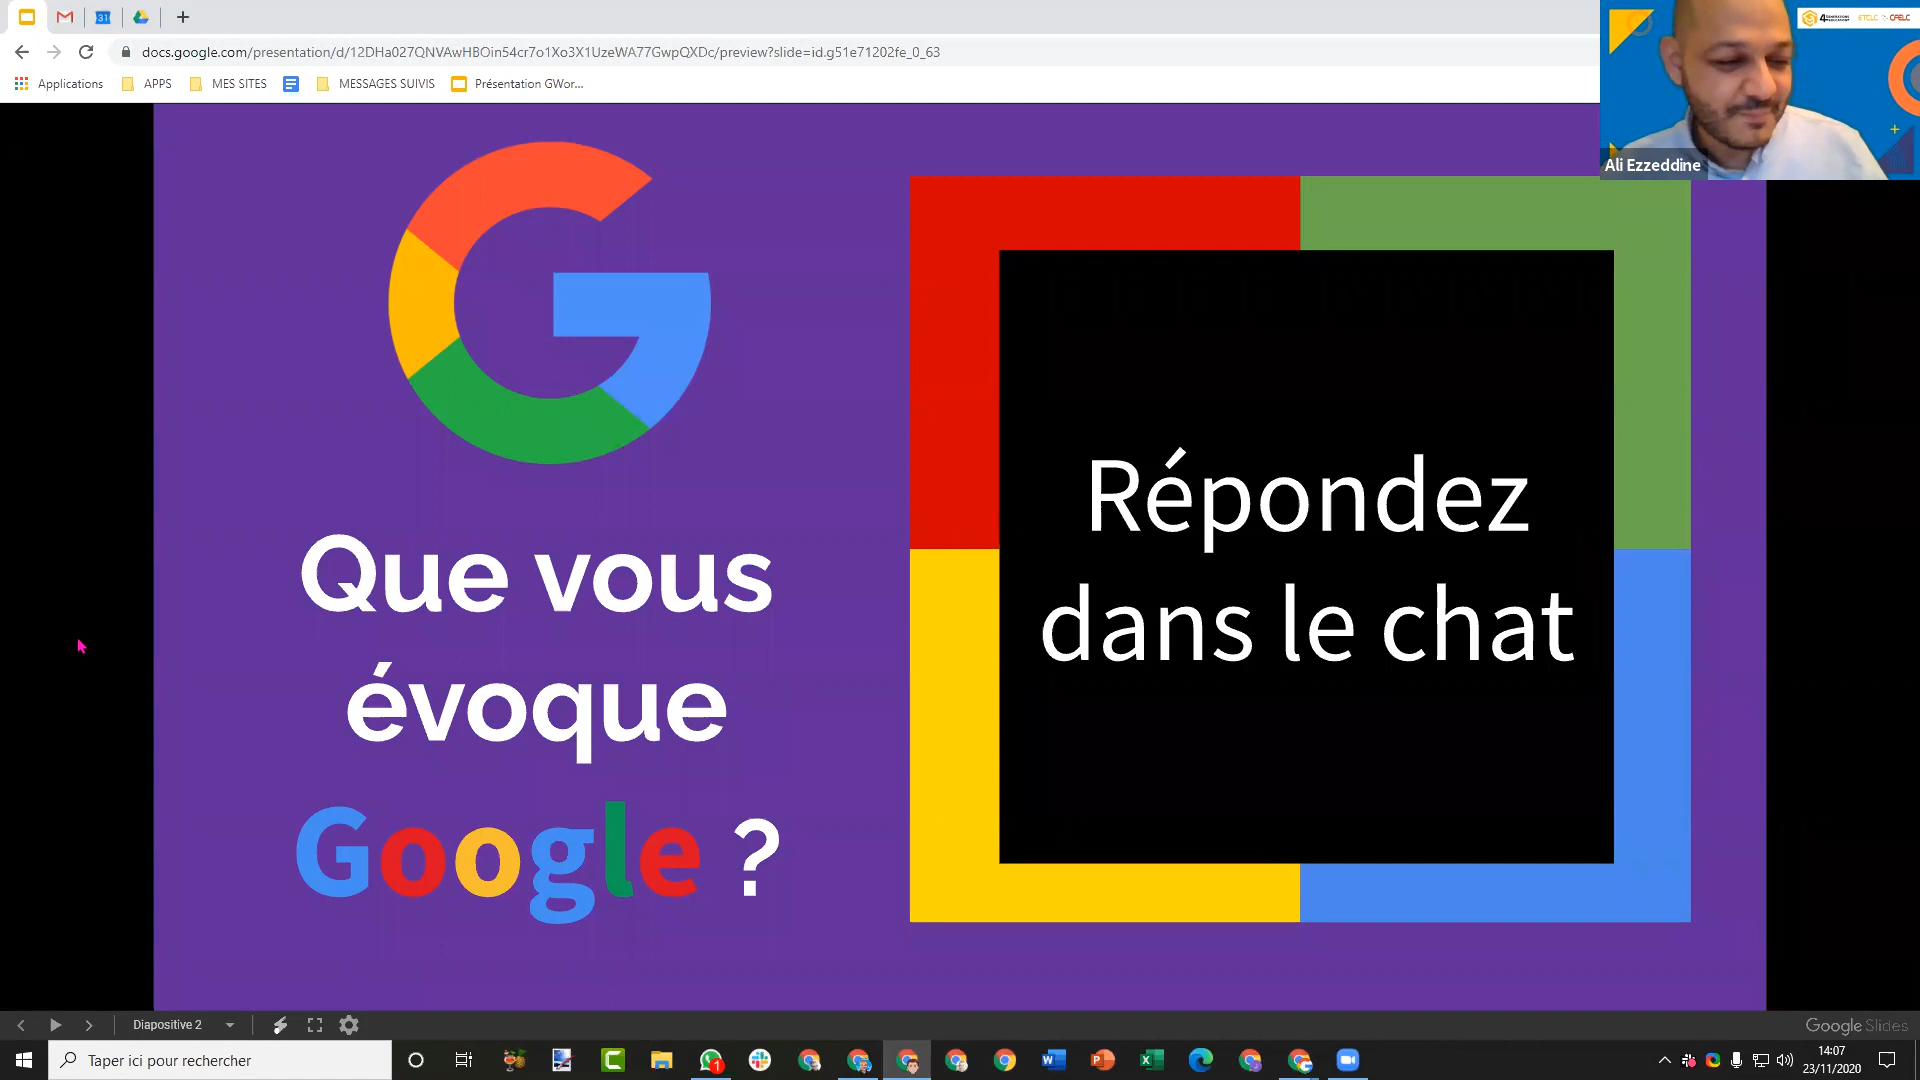 docs.google.com/presentation/d/12DHa027QNVAwHBOin54cr7o1Xo3X1UzeWA77GwpQXDc/preview?slide=id.g51e71202fe_0_63
Applications
APPS
MES SITES
MESSAGES SUIVIS
Présentation GWor...
Ali Ezzeddine
Que vous
évoque
Google ?
Répondez
dans le chat
Diapositive 2
Google Slides
Taper ici pour rechercher
14:07
23/11/2020